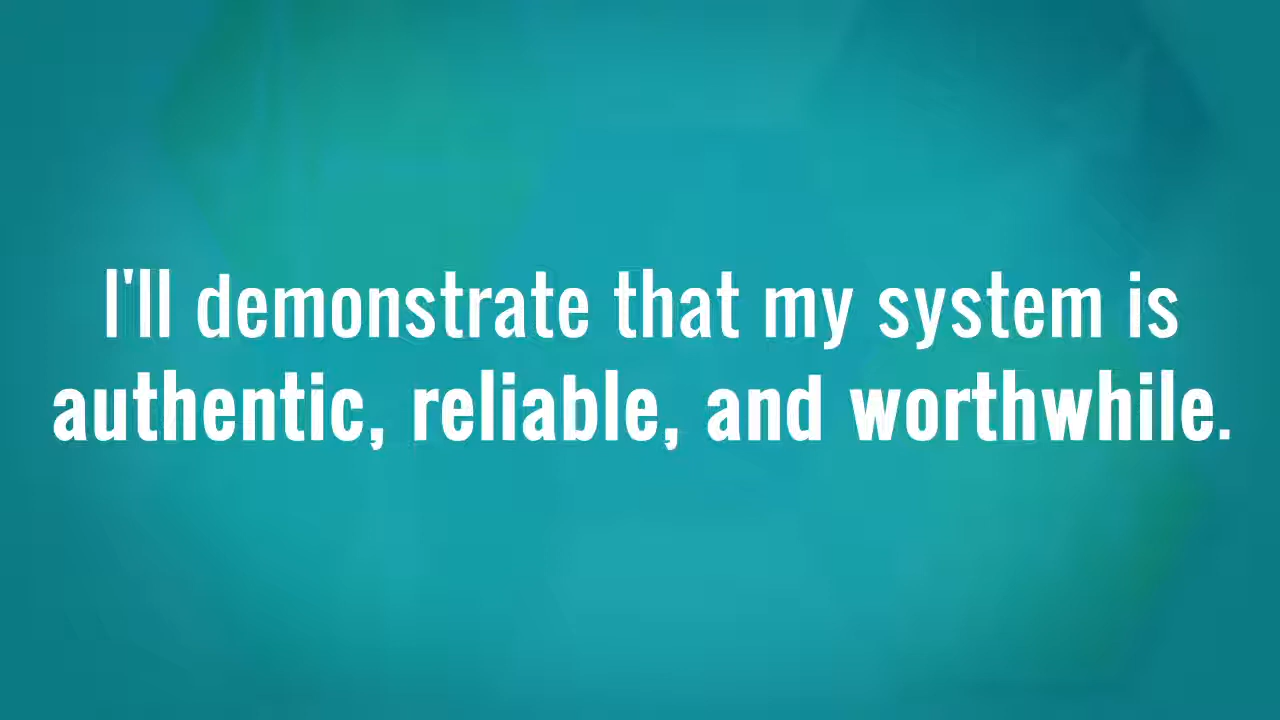 I'll demonstrate that my system is
authentic, reliable, and worthwhile.